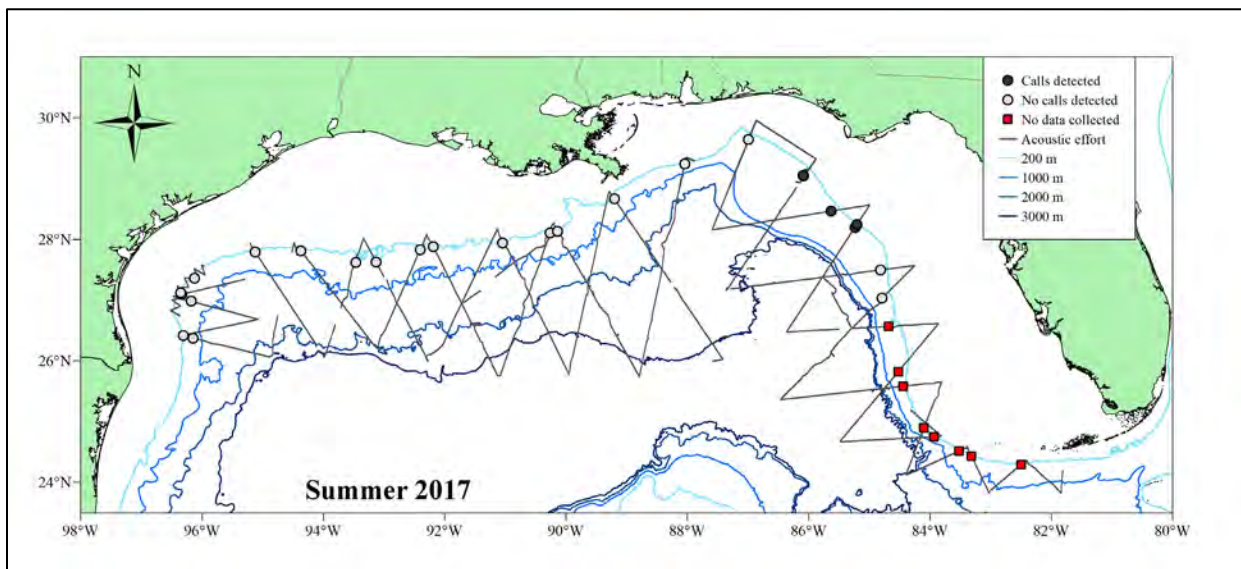 N
Calls detected
No calls detected
No data collected
Acoustic effort
200 m
1000 m
2000 m
3000 m
30°N
28°N
26°N
24°N
Summer 2017
98°W 96°W 94°W 92°W 90°W 88°W 86°W 84°W 82°W 80°W